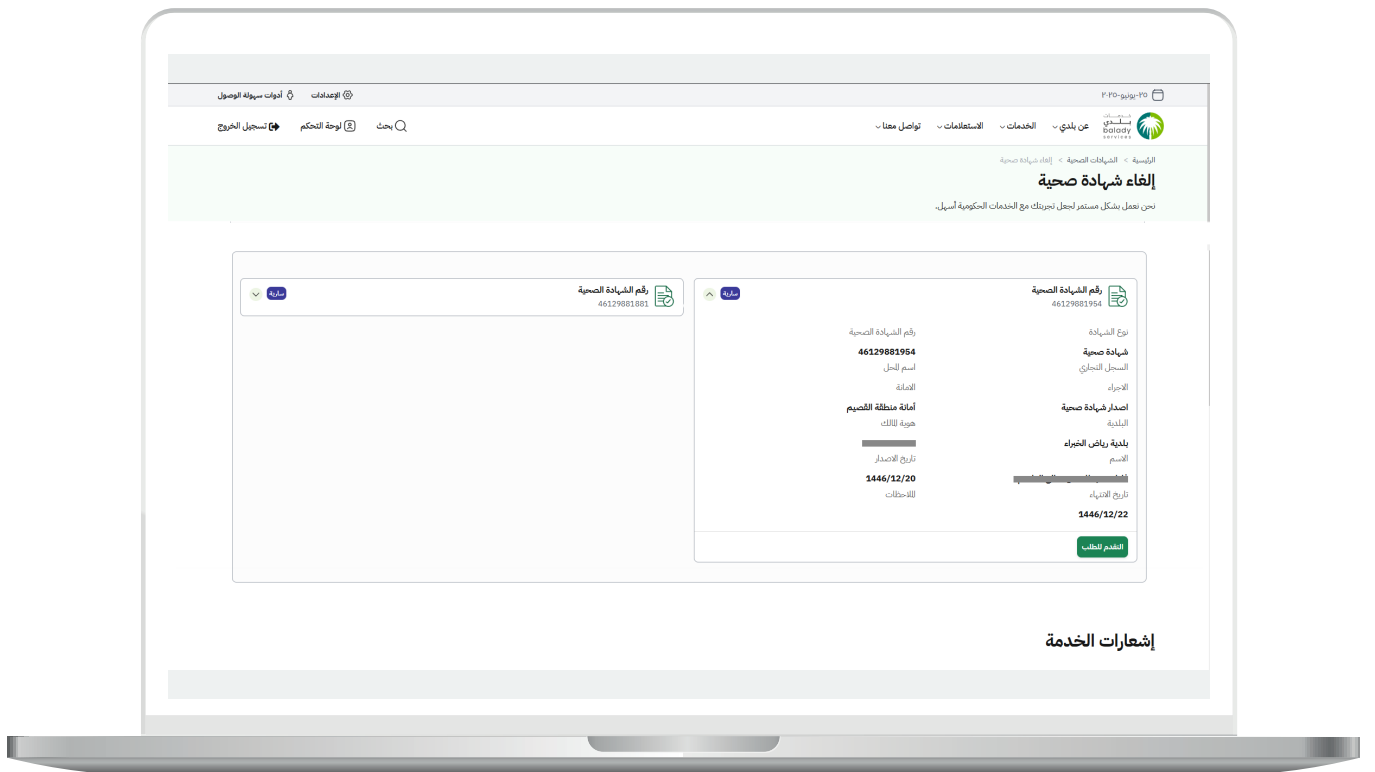 ٢٥-يونيو-٢٠٢٥
الإعدادات
أدوات سهولة الوصول
بلدي
balady
services
عن بلدي
الخدمات
الاستعلامات
تواصل معنا
بحث
لوحة التحكم
تسجيل الخروج
الرئيسية > الشهادات الصحية > إلغاء شهادة صحية
إلغاء شهادة صحية
نحن نعمل بشكل مستمر لجعل تجربتك مع الخدمات الحكومية أسهل.
رقم الشهادة الصحية
46129881954
سارية
نوع الشهادة
شهادة صحية
رقم الشهادة الصحية
46129881954
السجل التجاري
اسم المحل
الاجراء
اصدار شهادة صحية
الامانة
أمانة منطقة القصيم
البلدية
بلدية رياض الخبراء
هوية المالك
الاسم
تاريخ الاصدار
1446/12/20
تاريخ الانتهاء
1446/12/22
الملاحظات
التقدم للطلب
رقم الشهادة الصحية
46129881881
سارية
إشعارات الخدمة